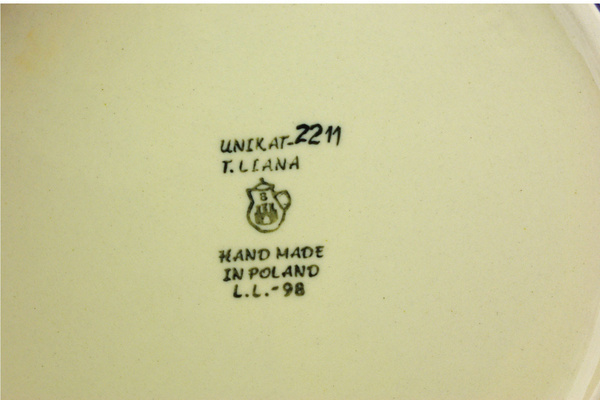 UNIKAT-2211
T. LIANA
B
HAND MADE
IN POLAND
L.L.-98